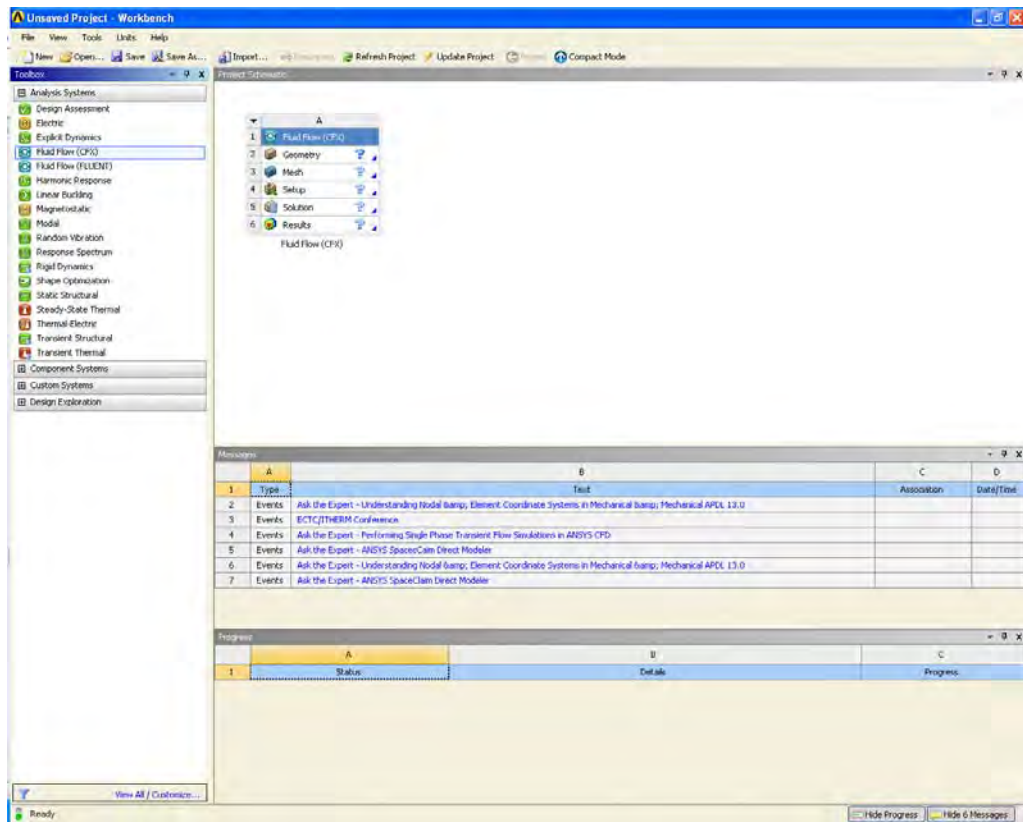 Unsaved Project - Workbench
File View Tools Units Help
New Open... Save Save As... Import... Refresh Project Update Project Compact Mode
Toolbox
Project Schematic
Analysis Systems
Design Assessment
Electric
Explicit Dynamics
Fluid Flow (CFX)
Fluid Flow (FLUENT)
Harmonic Response
Linear Buckling
Magnetostatic
Modal
Random Vibration
Response Spectrum
Rigid Dynamics
Shape Optimization
Static Structural
Steady-State Thermal
Thermal-Electric
Transient Structural
Transient Thermal
Component Systems
Custom Systems
Design Exploration
View All / Customize...
A
1 Fluid Flow (CFX)
2 Geometry ?
3 Mesh ?
4 Setup ?
5 Solution ?
6 Results ?
Fluid Flow (CFX)
Messages
A B C D
1 Type Text Association Date/Time
2 Events Ask the Expert - Understanding Nodal &amp; Element Coordinate Systems in Mechanical &amp; Mechanical APDL 13.0
3 Events ECTC/ITHERM Conference
4 Events Ask the Expert - Performing Single Phase Transient Flow Simulations in ANSYS CFD
5 Events Ask the Expert - ANSYS SpaceClaim Direct Modeler
6 Events Ask the Expert - Understanding Nodal &amp; Element Coordinate Systems in Mechanical &amp; Mechanical APDL 13.0
7 Events Ask the Expert - ANSYS SpaceClaim Direct Modeler
Progress
A B C
1 Status Details Progress
Ready
Hide Progress Hide 6 Messages